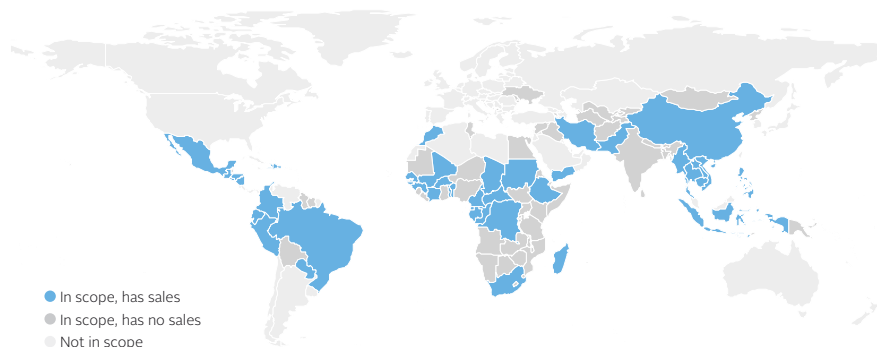 In scope, has sales
In scope, has no sales
Not in scope